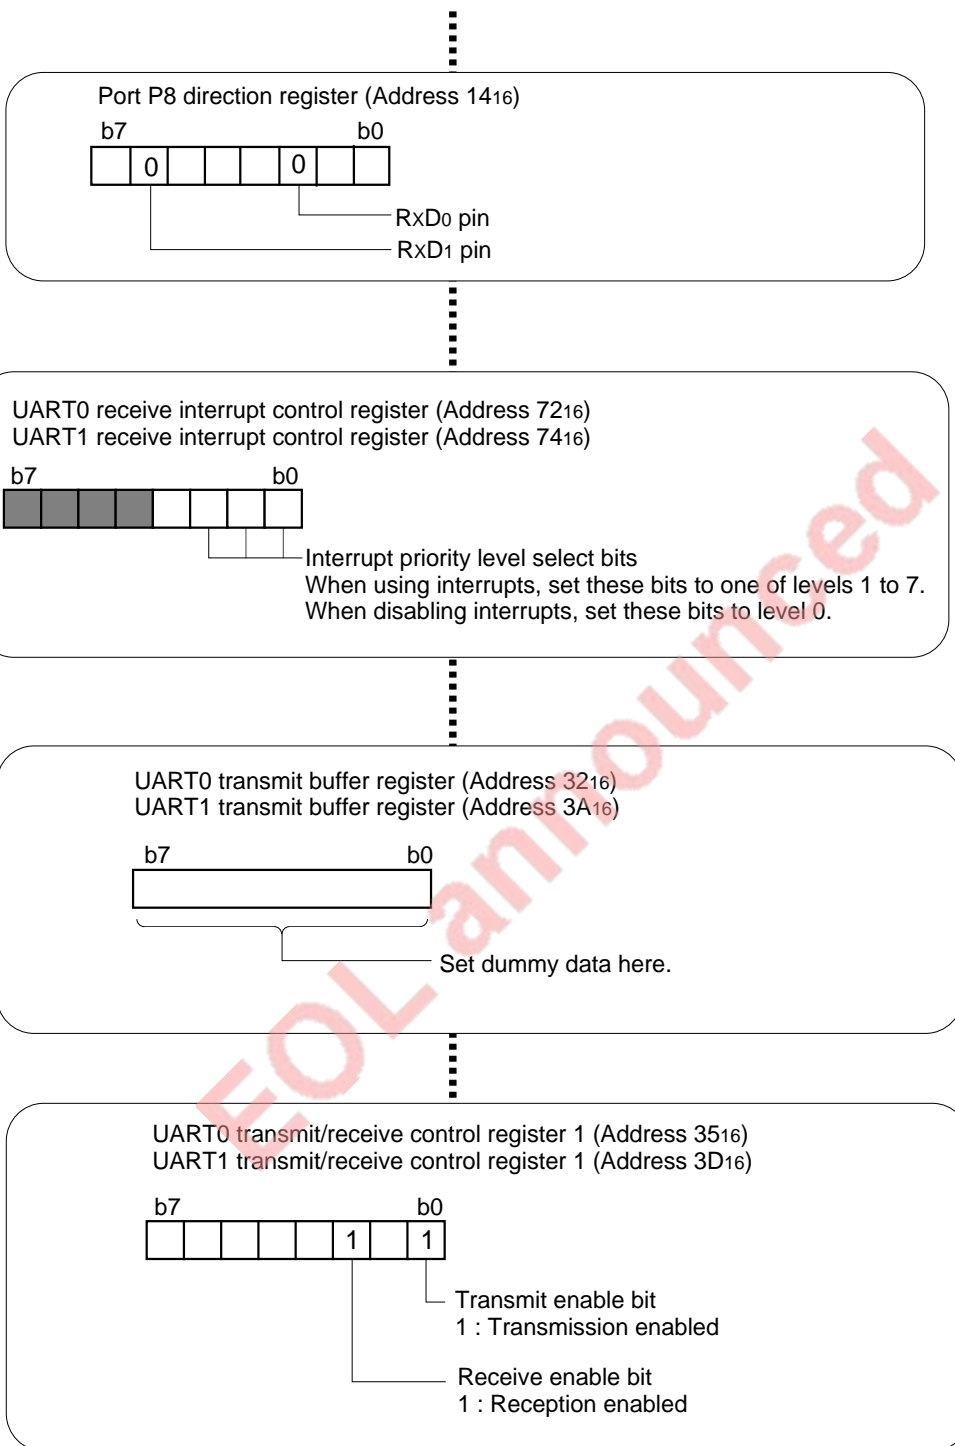 Port P8 direction register (Address 1416)
b7 b0
0 0
RxD0 pin
RxD1 pin
UART0 receive interrupt control register (Address 7216)
UART1 receive interrupt control register (Address 7416)
b7 b0
Interrupt priority level select bits
When using interrupts, set these bits to one of levels 1 to 7.
When disabling interrupts, set these bits to level 0.
UART0 transmit buffer register (Address 3216)
UART1 transmit buffer register (Address 3A16)
b7 b0
Set dummy data here.
UART0 transmit/receive control register 1 (Address 3516)
UART1 transmit/receive control register 1 (Address 3D16)
b7 b0
1 1
Transmit enable bit
1 : Transmission enabled
Receive enable bit
1 : Reception enabled
EOL announced